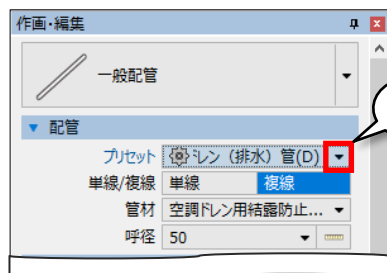 作画・編集
一般配管
配管
プリセット ドレン（排水）管(D)
単線/複線 単線 複線
管材 空調ドレン用結露防止...
呼径 50